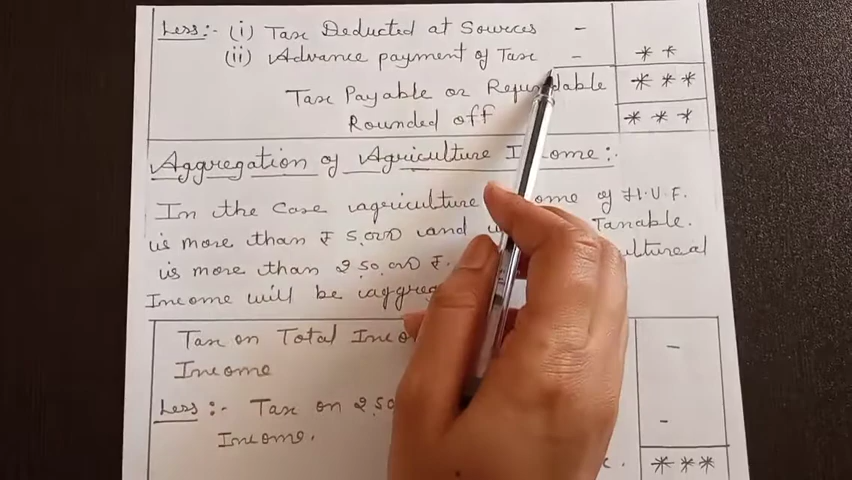 Less:- (i) Tax Deducted at Sources -
(ii) Advance payment of Tax - * *
Tax Payable or Refundable * * *
Rounded off * * *
Aggregation of Agriculture Income:-
In the case agriculture of H.U.F.
is more than ₹ 5,000 and Tanable.
is more than 2,50,000 ₹.
Income will be
Tax on Total -
Income
Less:- Tax on -
Income.
* * *